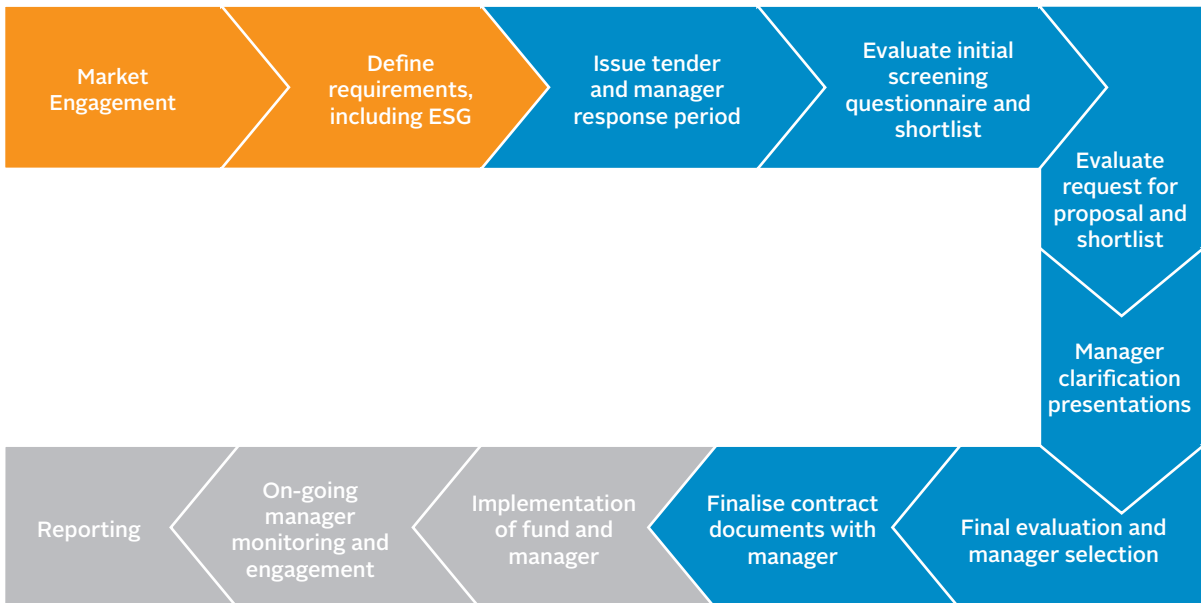 Market
Engagement
Define
requirements,
including ESG
Issue tender
and manager
response period
Evaluate initial
screening
questionnaire and
shortlist
Evaluate
request for
proposal and
shortlist
Manager
clarification
presentations
Final evaluation and
manager selection
Finalise contract
documents with
manager
Implementation
of fund and
manager
On-going
manager
monitoring and
engagement
Reporting